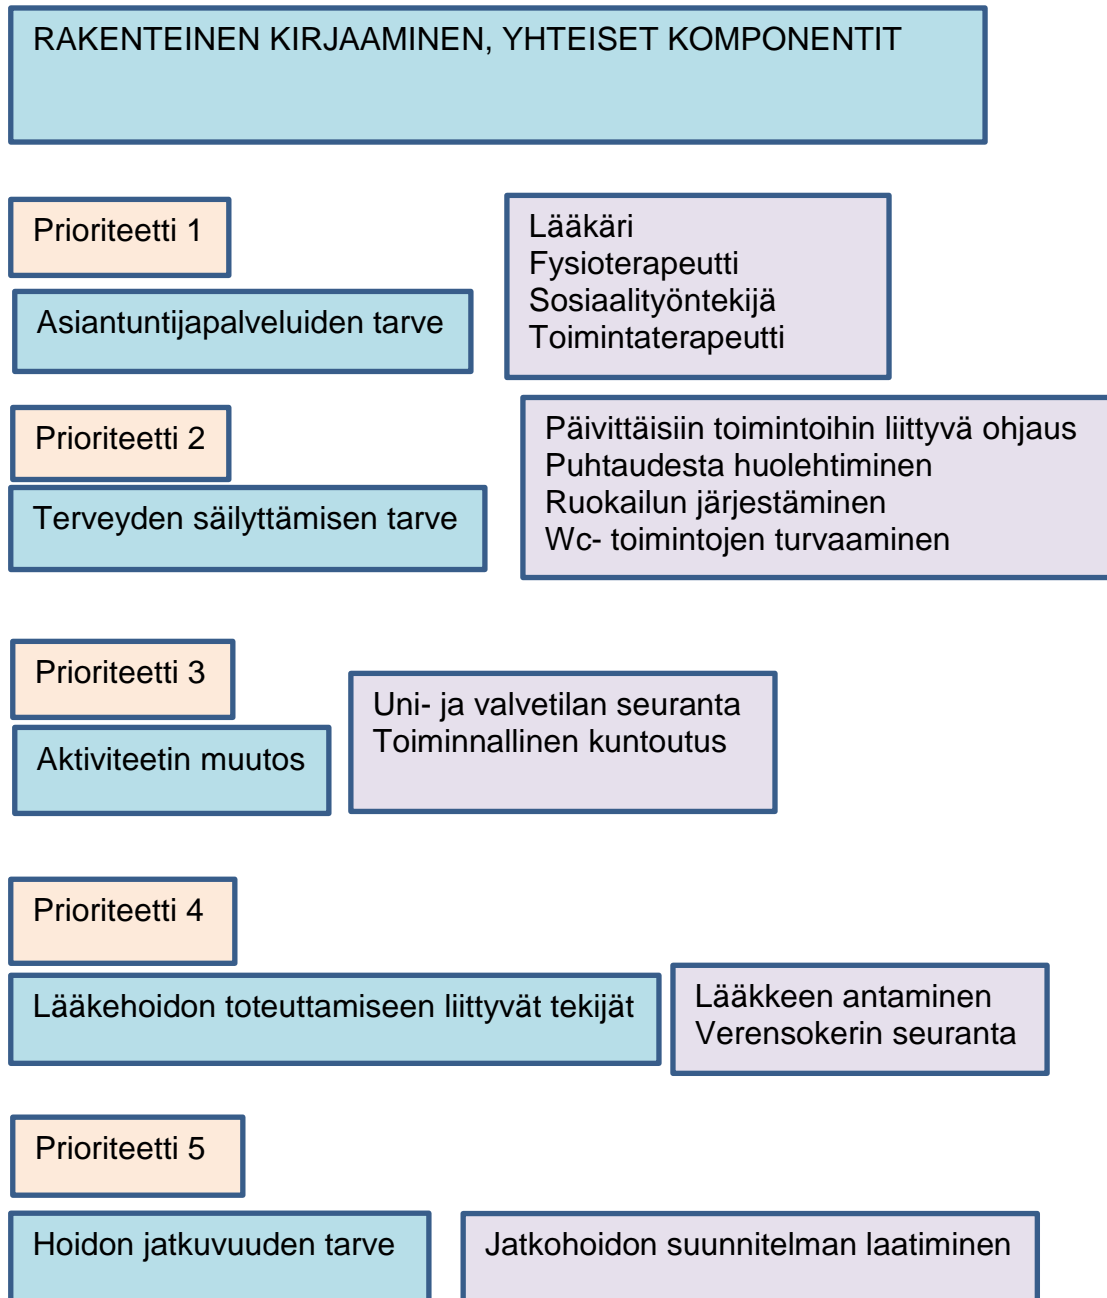 RAKENTEINEN KIRJAAMINEN, YHTEISET KOMPONENTIT
Prioriteetti 1
Asiantuntijapalveluiden tarve
Lääkäri
Fysioterapeutti
Sosiaalityöntekijä
Toimintaterapeutti
Prioriteetti 2
Terveyden säilyttämisen tarve
Päivittäisiin toimintoihin liittyvä ohjaus
Puhtaudesta huolehtiminen
Ruokailun järjestäminen
Wc- toimintojen turvaaminen
Prioriteetti 3
Aktiviteetin muutos
Uni- ja valvetilan seuranta
Toiminnallinen kuntoutus
Prioriteetti 4
Lääkehoidon toteuttamiseen liittyvät tekijät
Lääkkeen antaminen
Verensokerin seuranta
Prioriteetti 5
Hoidon jatkuvuuden tarve
Jatkohoidon suunnitelman laatiminen